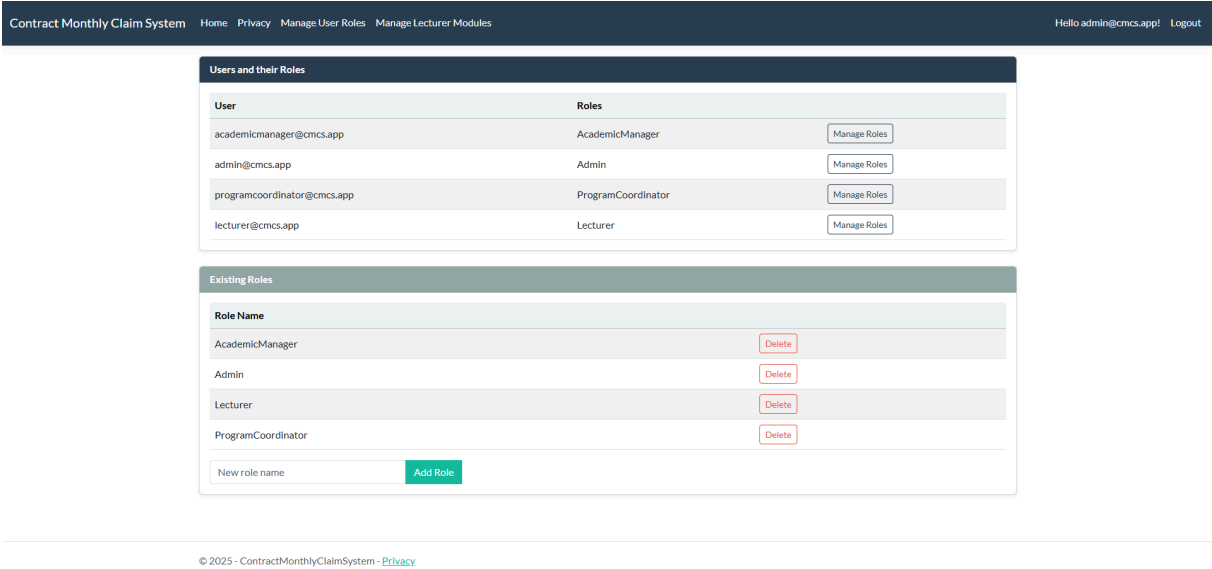 Contract Monthly Claim System Home Privacy Manage User Roles Manage Lecturer Modules Hello admin@cmcs.app! Logout
Users and their Roles
User Roles
academicmanager@cmcs.app AcademicManager Manage Roles
admin@cmcs.app Admin Manage Roles
programcoordinator@cmcs.app ProgramCoordinator Manage Roles
lecturer@cmcs.app Lecturer Manage Roles
Existing Roles
Role Name
AcademicManager Delete
Admin Delete
Lecturer Delete
ProgramCoordinator Delete
New role name Add Role
© 2025 - ContractMonthlyClaimSystem - Privacy